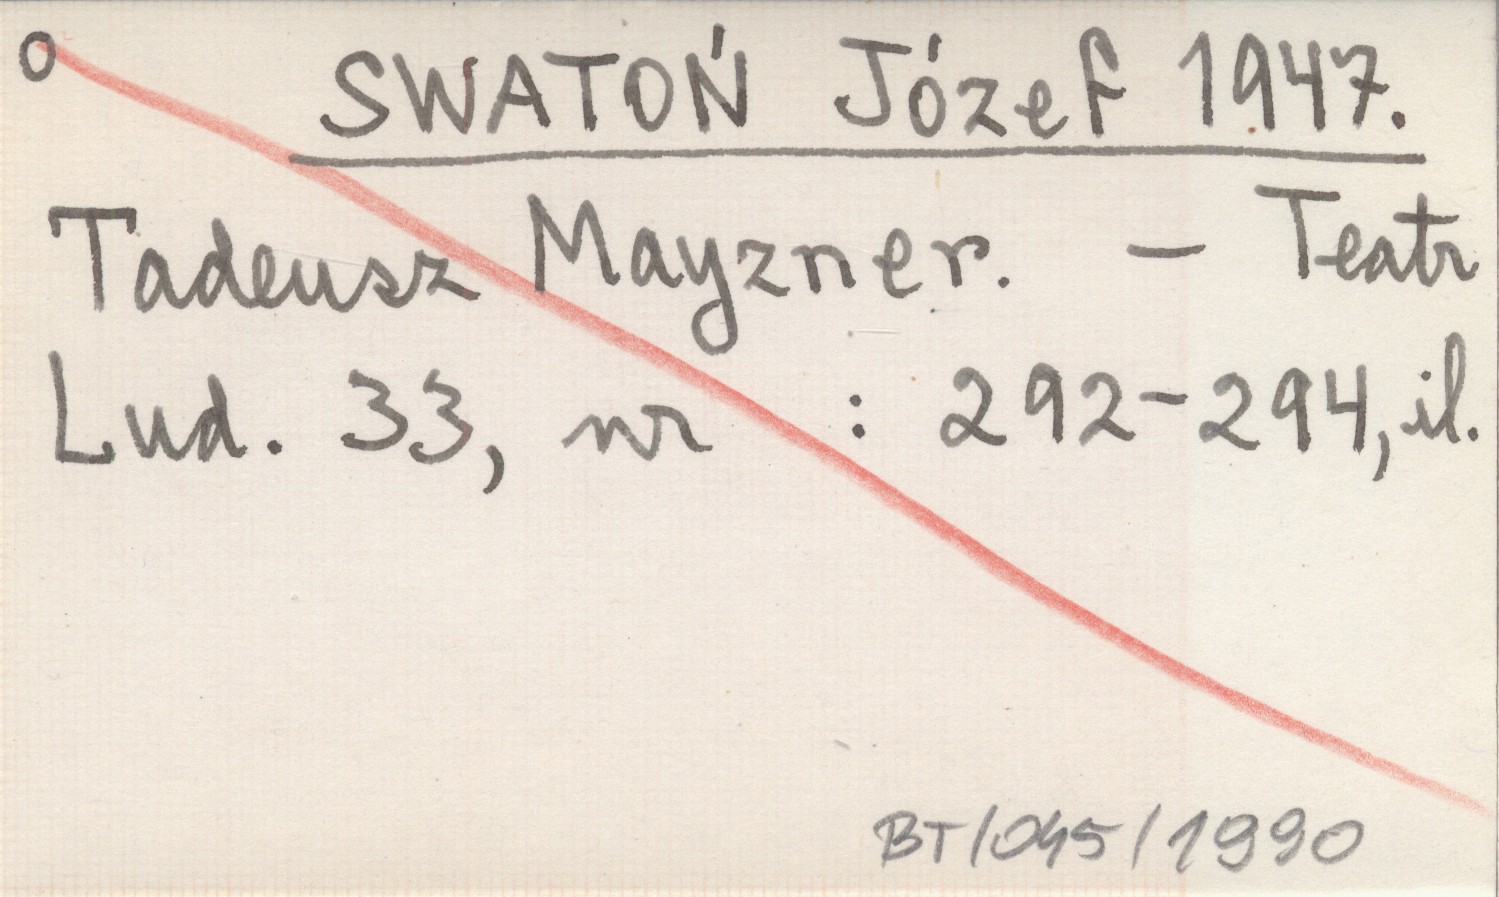 O SWATOŃ Józef 1947.
Tadeusz Mayzner. – Teatr
Lud. 33, nr : 292-294, il.
BT/045/1990